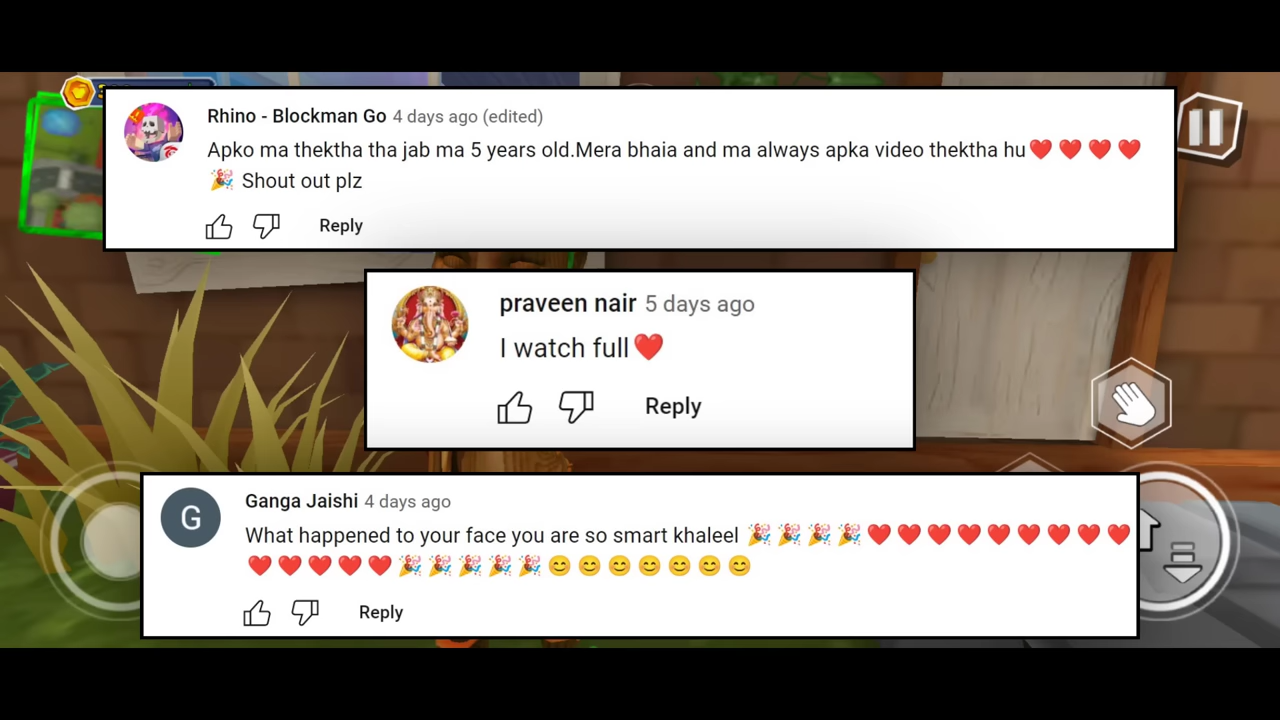 Rhino - Blockman Go 4 days ago (edited)
Apko ma thektha tha jab ma 5 years old.Mera bhaia and ma always apka video thektha hu❤️ ❤️ ❤️ ❤️
🎉 Shout out plz
Reply
praveen nair 5 days ago
I watch full❤️
Reply
G
Ganga Jaishi 4 days ago
What happened to your face you are so smart khaleel 🎉 🎉 🎉 🎉 ❤️ ❤️ ❤️ ❤️ ❤️ ❤️ ❤️ ❤️ ❤️
❤️ ❤️ ❤️ ❤️ ❤️ 🎉 🎉 🎉 🎉 🎉 😊 😊 😊 😊 😊 😊 😊
Reply